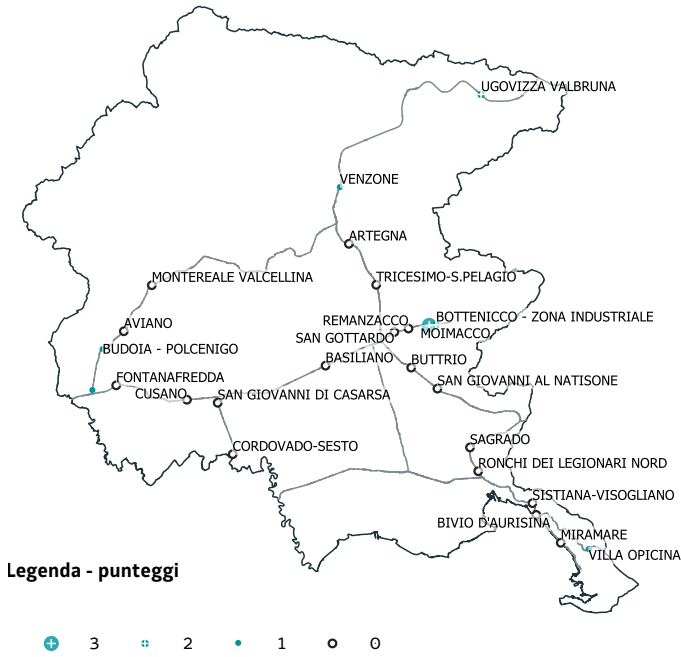 UGOVIZZA VALBRUNA
VENZONE
ARTEGNA
MONTEREALE VALCELLINA
TRICESIMO-S.PELAGIO
REMANZACCO
BOTTENICCO - ZONA INDUSTRIALE
AVIANO
MOIMACCO
SAN GOTTARDO
BUDOIA - POLCENIGO
BASILIANO
BUTTRIO
FONTANAFREDDA
SAN GIOVANNI AL NATISONE
CUSANO
SAN GIOVANNI DI CASARSA
SAGRADO
CORDOVADO-SESTO
RONCHI DEI LEGIONARI NORD
SISTIANA-VISOGLIANO
BIVIO D'AURISINA
MIRAMARE
VILLA OPICINA
Legenda - punteggi
3 2 1 0